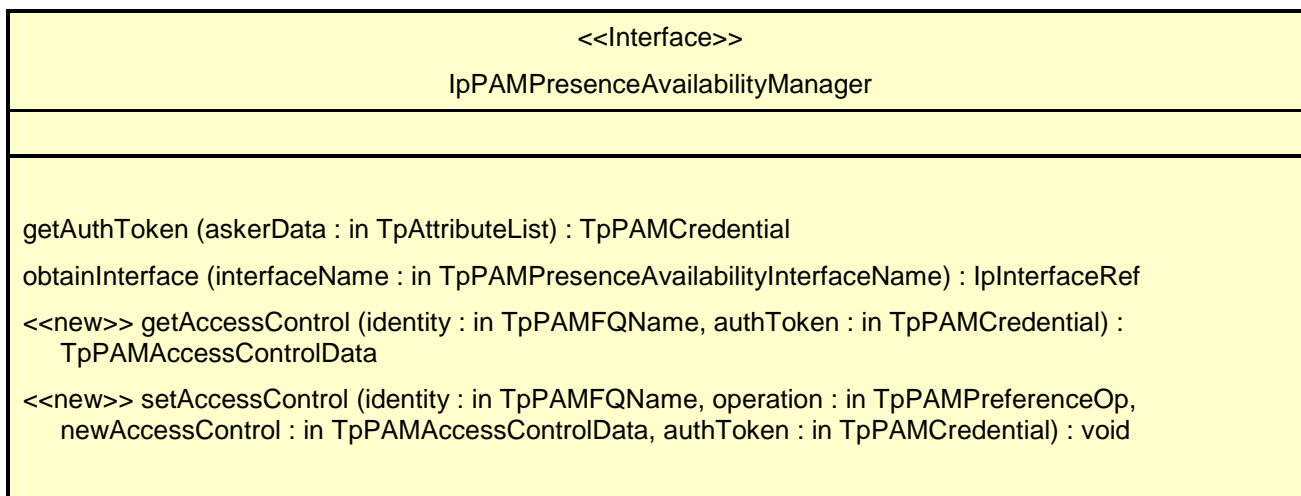 <<Interface>>
IpPAMPresenceAvailabilityManager
getAuthToken (askerData : in TpAttributeList) : TpPAMCredential
obtainInterface (interfaceName : in TpPAMPresenceAvailabilityInterfaceName) : IpInterfaceRef
<<new>> getAccessControl (identity : in TpPAMFQName, authToken : in TpPAMCredential) :
TpPAMAccessControlData
<<new>> setAccessControl (identity : in TpPAMFQName, operation : in TpPAMPreferenceOp,
newAccessControl : in TpPAMAccessControlData, authToken : in TpPAMCredential) : void